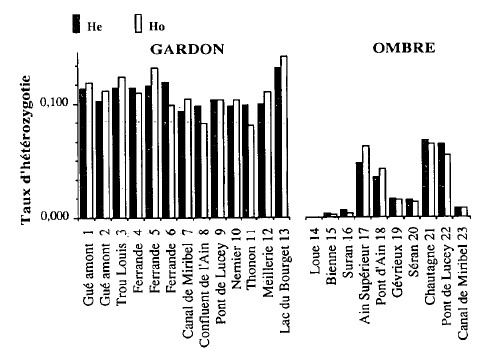 He Ho
GARDON OMBRE
Taux d'hétérozygotie
0,100
0,000
Gué amont 1
Gué amont 2
Trou Louis 3
Ferrande 4
Ferrande 5
Ferrande 6
Canal de Miribel 7
Confluent de l'Ain 8
Pont de Lucey 9
Nernier 10
Thonon 11
Meillerie 12
Lac du Bourget 13
Loue 14
Bienne 15
Suran 16
Ain Supérieur 17
Pont d'Ain 18
Gévrieux 19
Séran 20
Chautagne 21
Pont de Lucey 22
Canal de Miribel 23